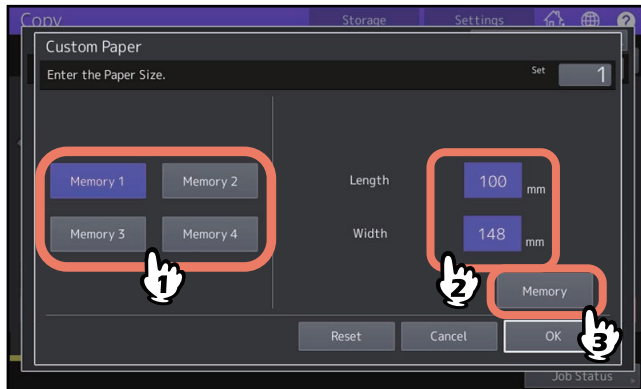 Copy Storage Settings ?
Custom Paper
Enter the Paper Size. Set 1
Memory 1 Memory 2 Length 100 mm
Memory 3 Memory 4 Width 148 mm
1 2 Memory
Reset Cancel OK 3
Job Status